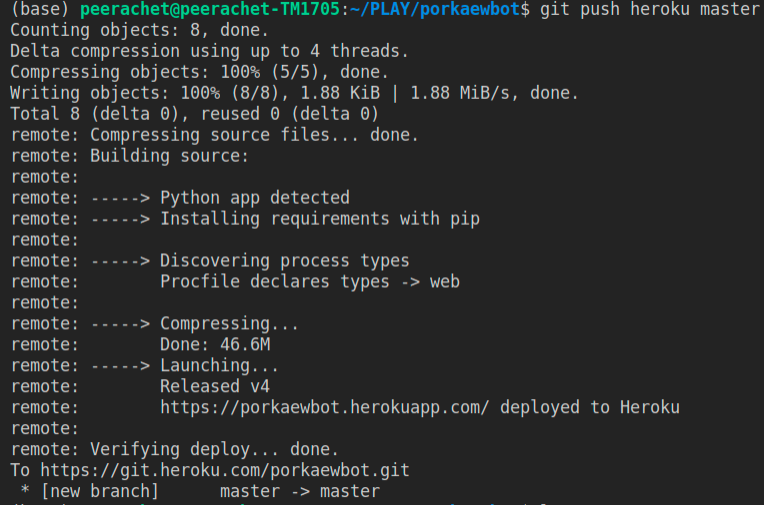 (base) peerachet@peerachet-TM1705:~/PLAY/porkaewbot$ git push heroku master
Counting objects: 8, done.
Delta compression using up to 4 threads.
Compressing objects: 100% (5/5), done.
Writing objects: 100% (8/8), 1.88 KiB | 1.88 MiB/s, done.
Total 8 (delta 0), reused 0 (delta 0)
remote: Compressing source files... done.
remote: Building source:
remote:
remote: -----> Python app detected
remote: -----> Installing requirements with pip
remote:
remote: -----> Discovering process types
remote:        Procfile declares types -> web
remote:
remote: -----> Compressing...
remote:        Done: 46.6M
remote: -----> Launching...
remote:        Released v4
remote:        https://porkaewbot.herokuapp.com/ deployed to Heroku
remote:
remote: Verifying deploy... done.
To https://git.heroku.com/porkaewbot.git
 * [new branch]      master -> master